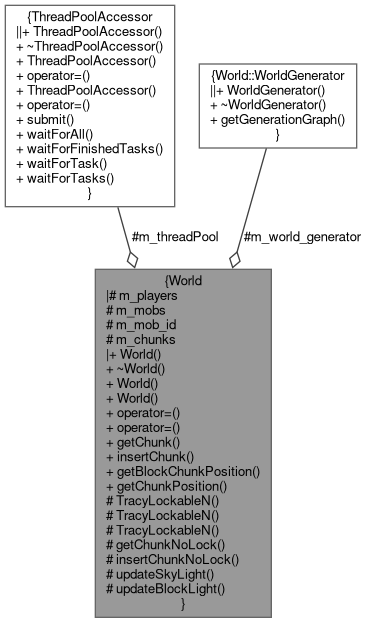 {ThreadPoolAccessor
||+ ThreadPoolAccessor()
+ ~ThreadPoolAccessor()
+ ThreadPoolAccessor()
+ operator=()
+ ThreadPoolAccessor()
+ operator=()
+ submit()
+ waitForAll()
+ waitForFinishedTasks()
+ waitForTask()
+ waitForTasks()
}
{World::WorldGenerator
||+ WorldGenerator()
+ ~WorldGenerator()
+ getGenerationGraph()
}
#m_threadPool
#m_world_generator
{World
|# m_players
# m_mobs
# m_mob_id
# m_chunks
|+ World()
+ ~World()
+ World()
+ World()
+ operator=()
+ operator=()
+ getChunk()
+ insertChunk()
+ getBlockChunkPosition()
+ getChunkPosition()
# TracyLockableN()
# TracyLockableN()
# TracyLockableN()
# getChunkNoLock()
# insertChunkNoLock()
# updateSkyLight()
# updateBlockLight()
}